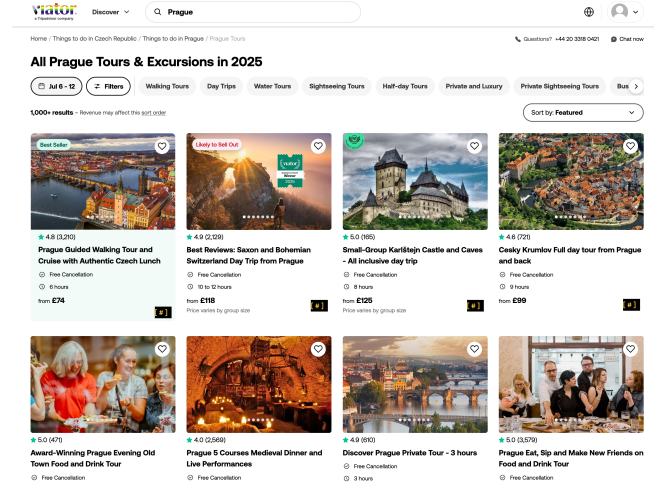 viator
a Tripadvisor company
Discover
Prague
Home / Things to do in Czech Republic / Things to do in Prague / Prague Tours
Questions? +44 20 3318 0421
Chat now
All Prague Tours & Excursions in 2025
Jul 6 - 12
Filters
Walking Tours
Day Trips
Water Tours
Sightseeing Tours
Half-day Tours
Private and Luxury
Private Sightseeing Tours
Bus
1,000+ results - Revenue may affect this sort order
Sort by: Featured
Best Seller
4.8 (3,210)
Prague Guided Walking Tour and
Cruise with Authentic Czech Lunch
Free Cancellation
6 hours
from £74
[#]
Likely to Sell Out
viator
Winner
2025
4.9 (2,129)
Best Reviews: Saxon and Bohemian
Switzerland Day Trip from Prague
Free Cancellation
10 to 12 hours
from £118
Price varies by group size
[#]
5.0 (165)
Small-Group Karlštejn Castle and Caves
- All inclusive day trip
Free Cancellation
8 hours
from £125
Price varies by group size
[#]
4.6 (721)
Cesky Krumlov Full day tour from Prague
and back
Free Cancellation
9 hours
from £99
[#]
5.0 (471)
Award-Winning Prague Evening Old
Town Food and Drink Tour
Free Cancellation
4.0 (2,569)
Prague 5 Courses Medieval Dinner and
Live Performances
Free Cancellation
4.9 (610)
Discover Prague Private Tour - 3 hours
Free Cancellation
3 hours
5.0 (3,579)
Prague Eat, Sip and Make New Friends on
Food and Drink Tour
Free Cancellation